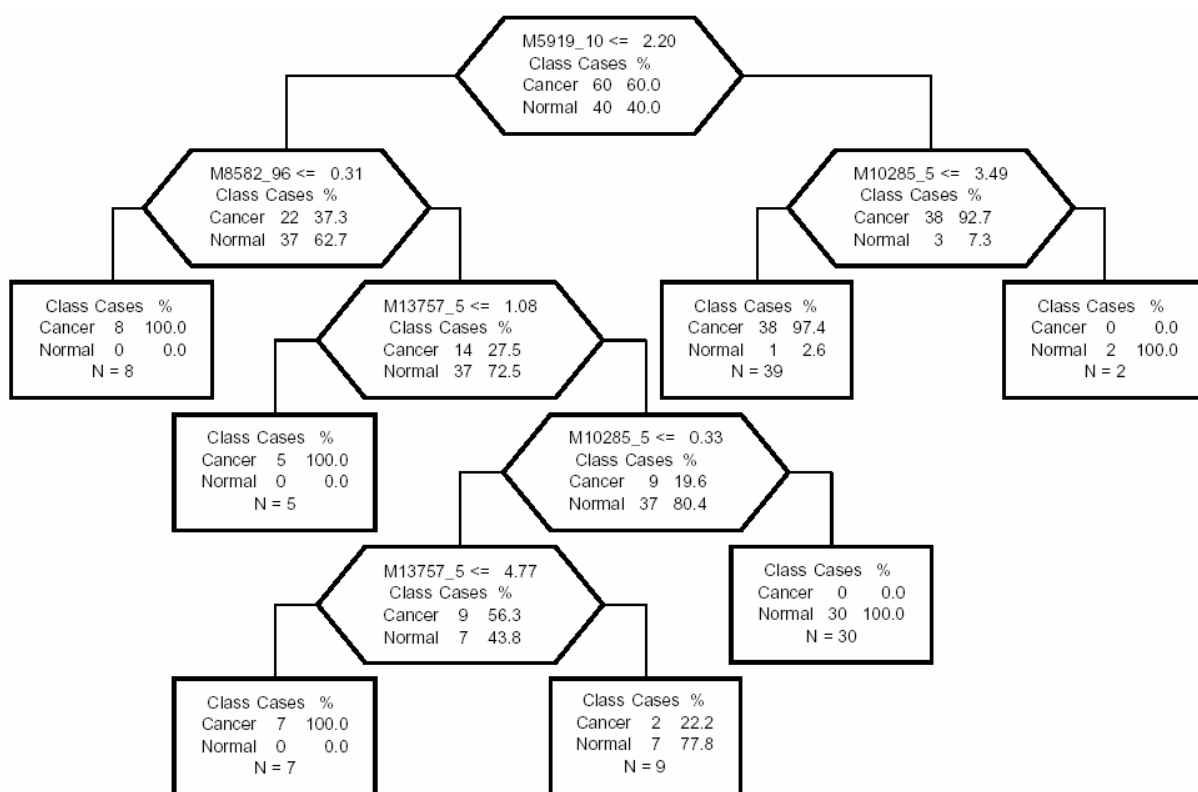 M5919_10 <= 2.20
Class Cases %
Cancer 60 60.0
Normal 40 40.0
M8582_96 <= 0.31
Class Cases %
Cancer 22 37.3
Normal 37 62.7
M10285_5 <= 3.49
Class Cases %
Cancer 38 92.7
Normal 3 7.3
Class Cases %
Cancer 8 100.0
Normal 0 0.0
N = 8
M13757_5 <= 1.08
Class Cases %
Cancer 14 27.5
Normal 37 72.5
Class Cases %
Cancer 38 97.4
Normal 1 2.6
N = 39
Class Cases %
Cancer 0 0.0
Normal 2 100.0
N = 2
Class Cases %
Cancer 5 100.0
Normal 0 0.0
N = 5
M10285_5 <= 0.33
Class Cases %
Cancer 9 19.6
Normal 37 80.4
M13757_5 <= 4.77
Class Cases %
Cancer 9 56.3
Normal 7 43.8
Class Cases %
Cancer 0 0.0
Normal 30 100.0
N = 30
Class Cases %
Cancer 7 100.0
Normal 0 0.0
N = 7
Class Cases %
Cancer 2 22.2
Normal 7 77.8
N = 9